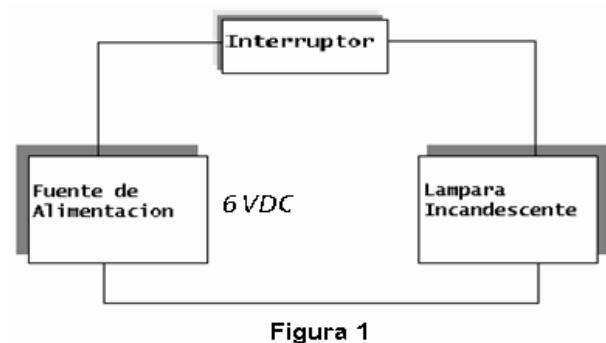 Interruptor
Fuente de
Alimentacion
6 VDC
Lampara
Incandescente
Figura 1